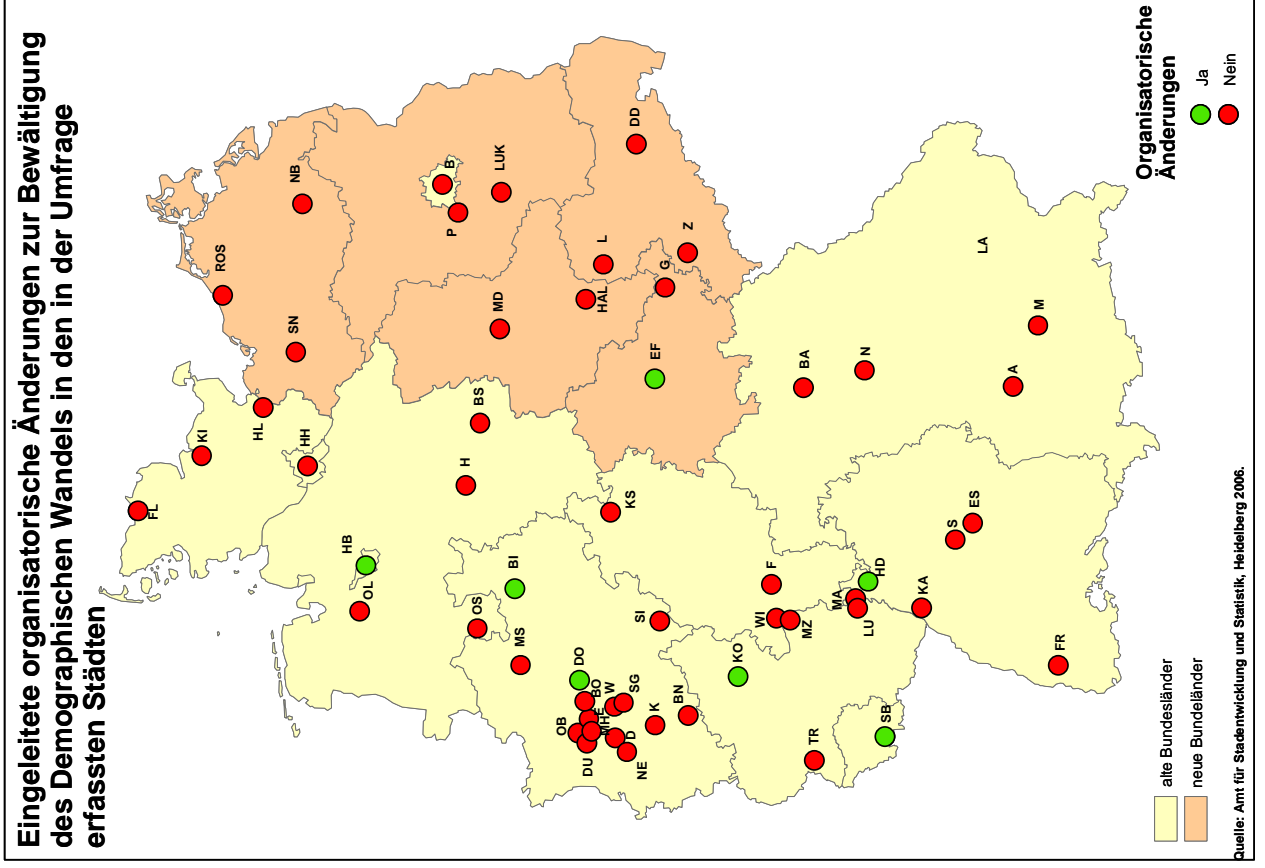 Eingeleitete organisatorische Änderungen zur Bewältigung
des Demographischen Wandels in den in der Umfrage
erfassten Städten
FL
KI
HL
HH
ROS
SN
NB
HB
OL
H
BS
OS
BI
MS
MD
P
B
LUK
L
HAL
DD
Z
G
EF
KS
SI
DO
BO
OB
E
MH
DU
W
SG
D
NE
K
BN
KO
F
WI
MZ
MA
LU
HD
TR
SB
KA
S
ES
FR
BA
N
LA
A
M
Organisatorische
Änderungen
Ja
Nein
alte Bundesländer
neue Bundeländer
Quelle: Amt für Stadentwicklung und Statistik, Heidelberg 2006.